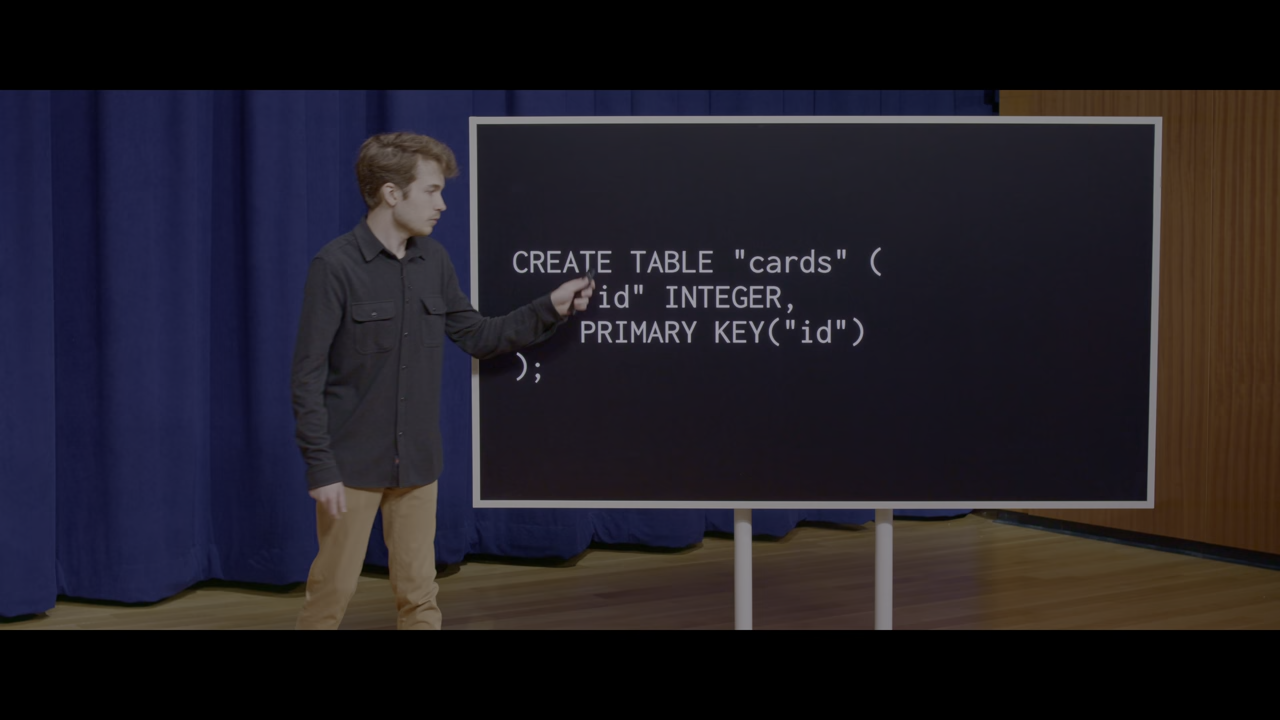 CREATE TABLE "cards" (
id" INTEGER,
PRIMARY KEY("id")
);